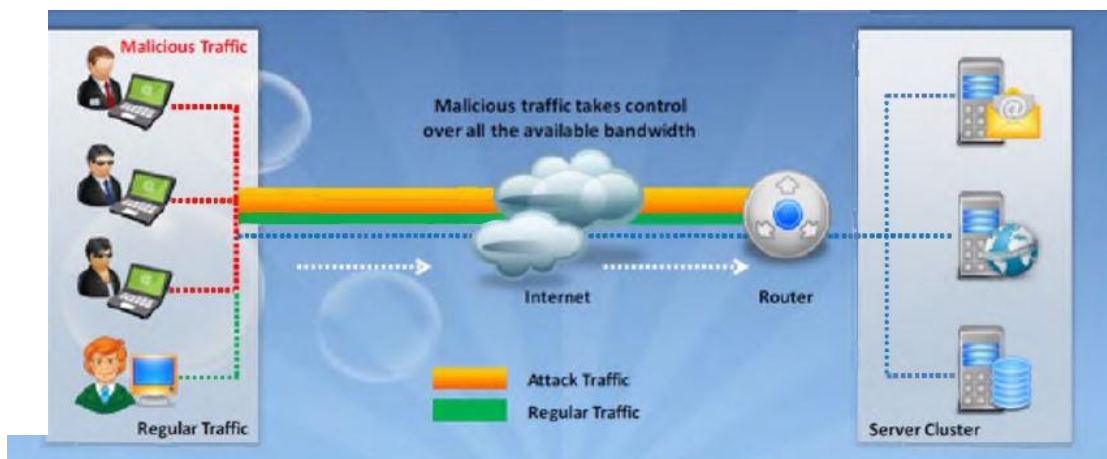 Malicious Traffic
Malicious traffic takes control
over all the available bandwidth
Internet
Router
Attack Traffic
Regular Traffic
Regular Traffic
Server Cluster
@